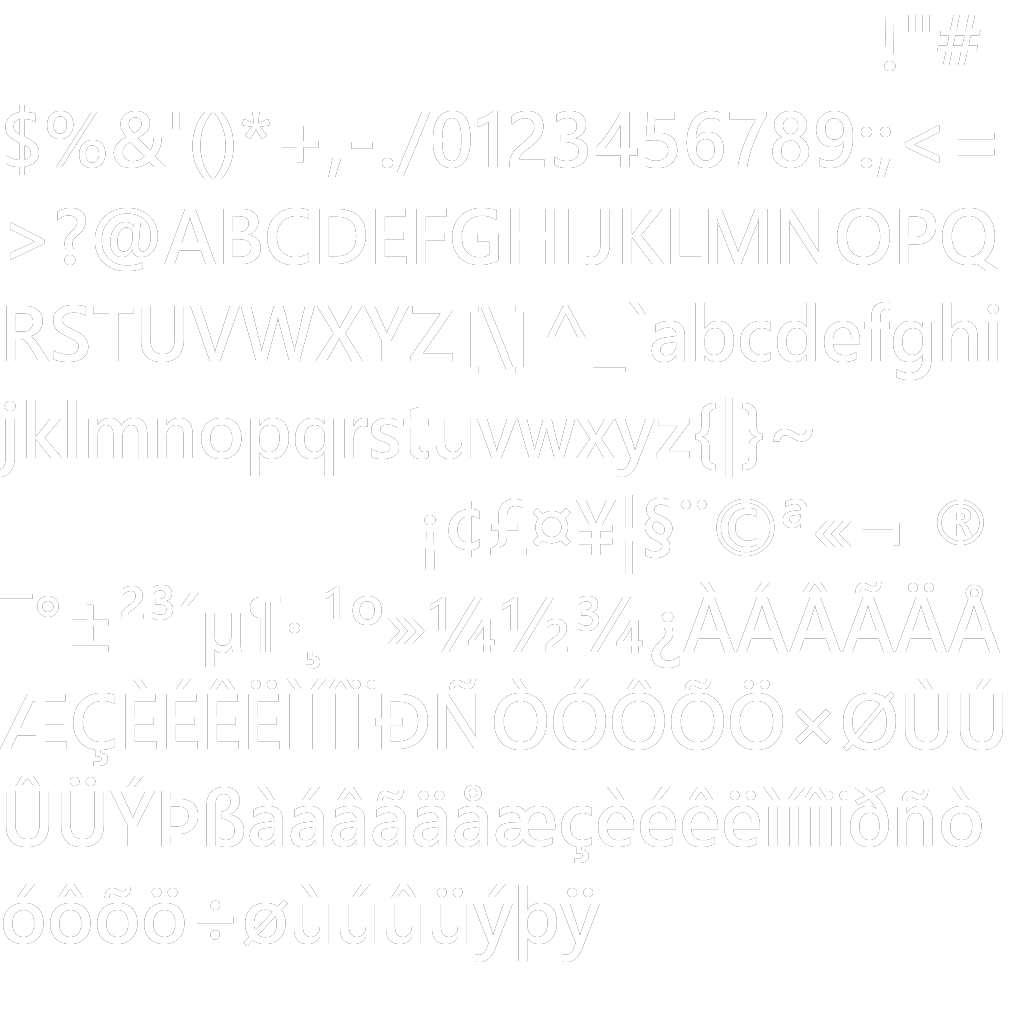 !"#
$%&'()*+,-./0123456789:;<=
>?@ABCDEFGHIJKLMNOPQ
RSTUVWXYZ[\]^_`abcdefghi
jklmnopqrstuvwxyz{|}~
¡¢£¤¥¦§¨©ª«¬®
¯°±²³´µ¶·¸¹º»¼½¾¿ÀÁÂÃÄÅ
ÆÇÈÉÊËÌÍÎÏÐÑÒÓÔÕÖ×ØÙÚ
ÛÜÝÞßàáâãäåæçèéêëìíîïðñò
óôõö÷øùúûüýþÿ